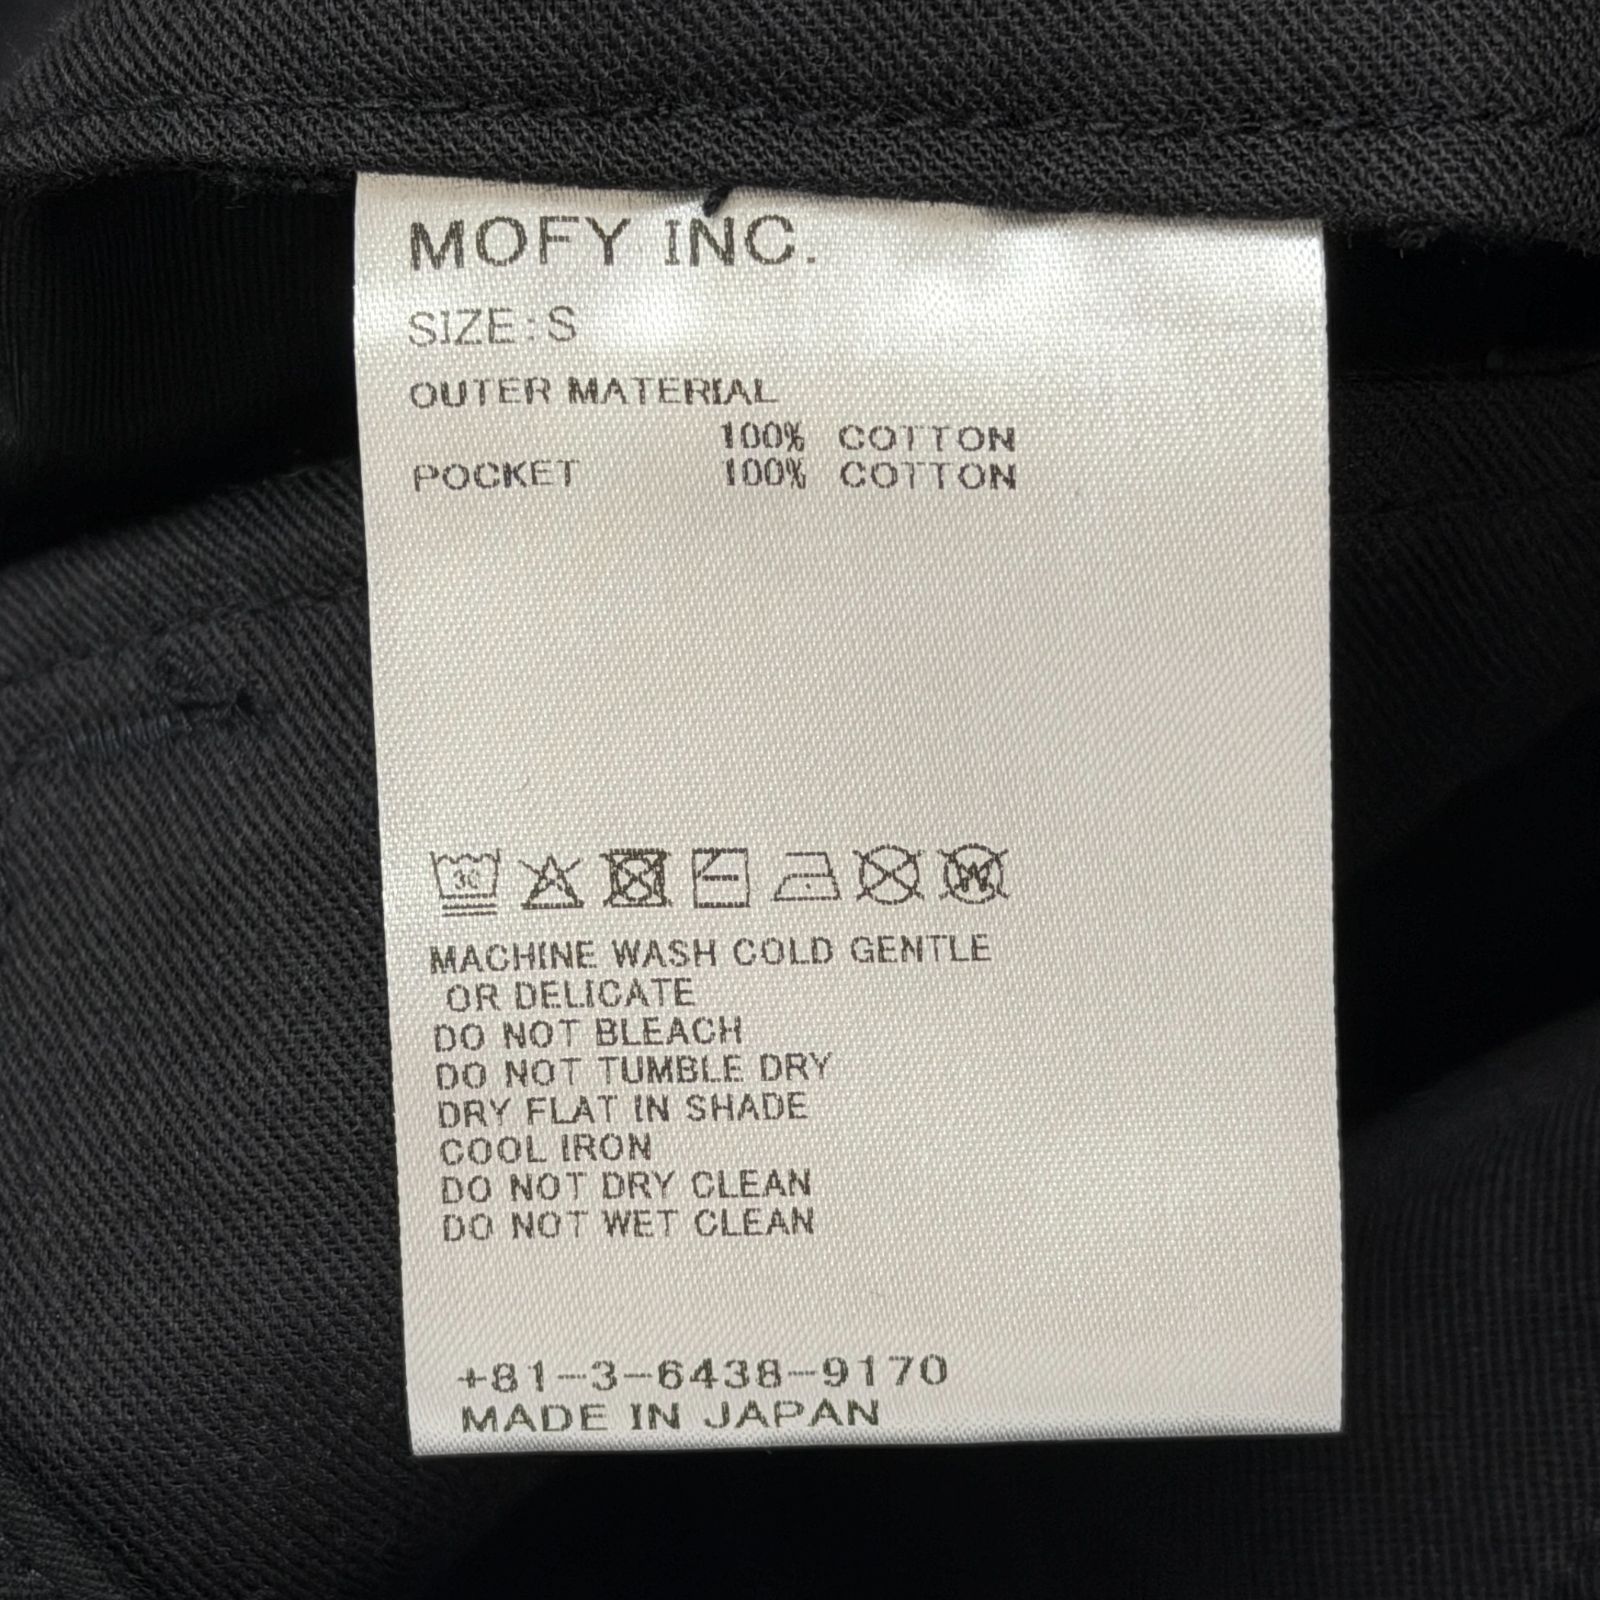 MOFY INC.
SIZE:S
OUTER MATERIAL
100% COTTON
POCKET 100% COTTON
30 W
MACHINE WASH COLD GENTLE
OR DELICATE
DO NOT BLEACH
DO NOT TUMBLE DRY
DRY FLAT IN SHADE
COOL IRON
DO NOT DRY CLEAN
DO NOT WET CLEAN
+81-3-6438-9170
MADE IN JAPAN